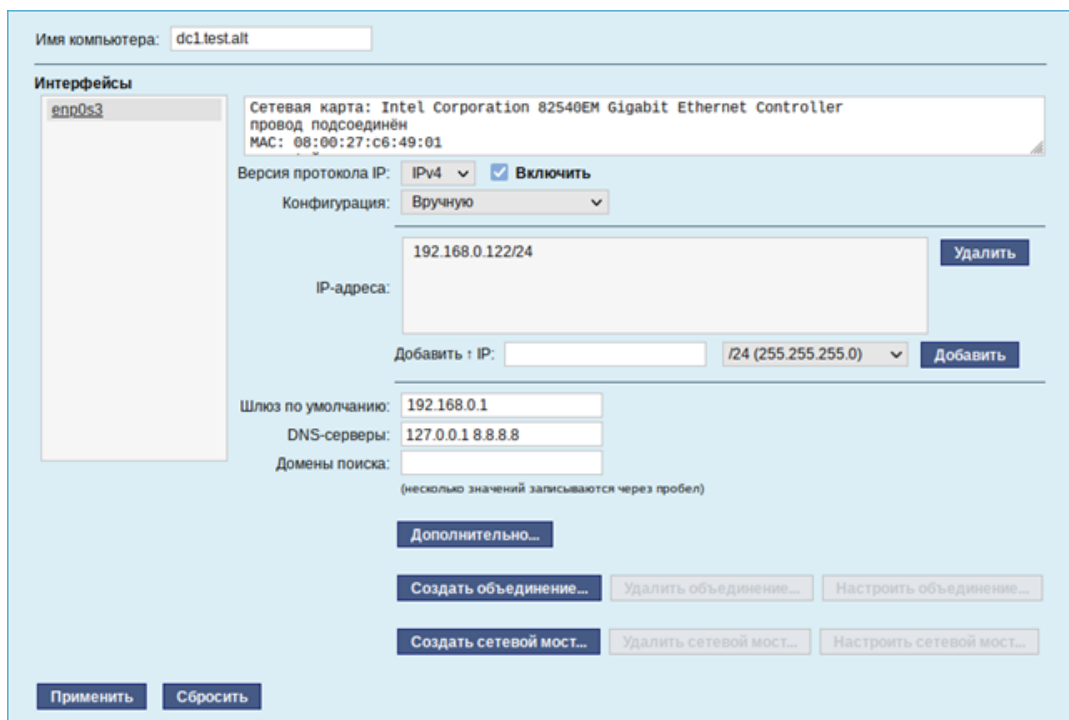 Имя компьютера: dc1.test.alt
Интерфейсы
enp0s3
Сетевая карта: Intel Corporation 82540EM Gigabit Ethernet Controller
провод подсоединён
MAC: 08:00:27:c6:49:01
Версия протокола IP: IPv4 Включить
Конфигурация: Вручную
192.168.0.122/24 Удалить
IP-адреса:
Добавить ↑ IP: /24 (255.255.255.0) Добавить
Шлюз по умолчанию: 192.168.0.1
DNS-серверы: 127.0.0.1 8.8.8.8
Домены поиска:
(несколько значений записываются через пробел)
Дополнительно...
Создать объединение... Удалить объединение... Настроить объединение...
Создать сетевой мост... Удалить сетевой мост... Настроить сетевой мост...
Применить Сбросить